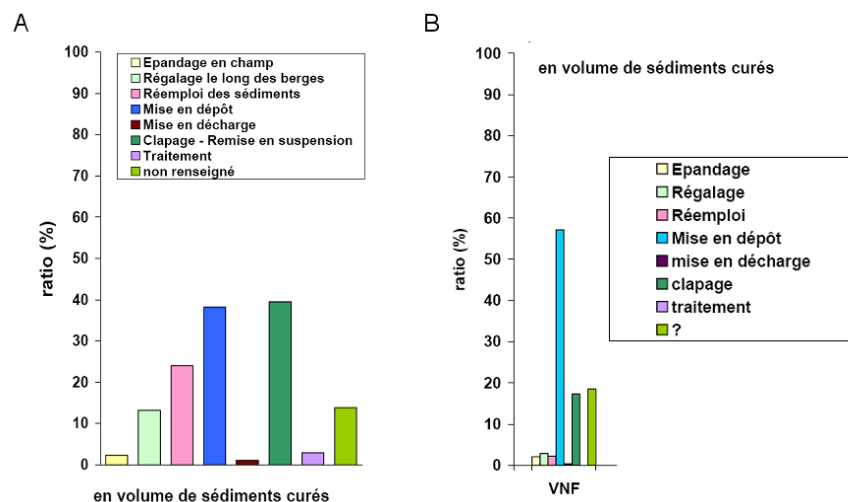 A
100
90
80
70
60
50
40
30
20
10
0
ratio (%)
Epandage en champ
Régalage le long des berges
Réemploi des sédiments
Mise en dépôt
Mise en décharge
Clapage - Remise en suspension
Traitement
non renseigné
en volume de sédiments curés
B
100
90
80
70
60
50
40
30
20
10
0
ratio (%)
en volume de sédiments curés
Epandage
Régalage
Réemploi
Mise en dépôt
mise en décharge
clapage
traitement
?
VNF